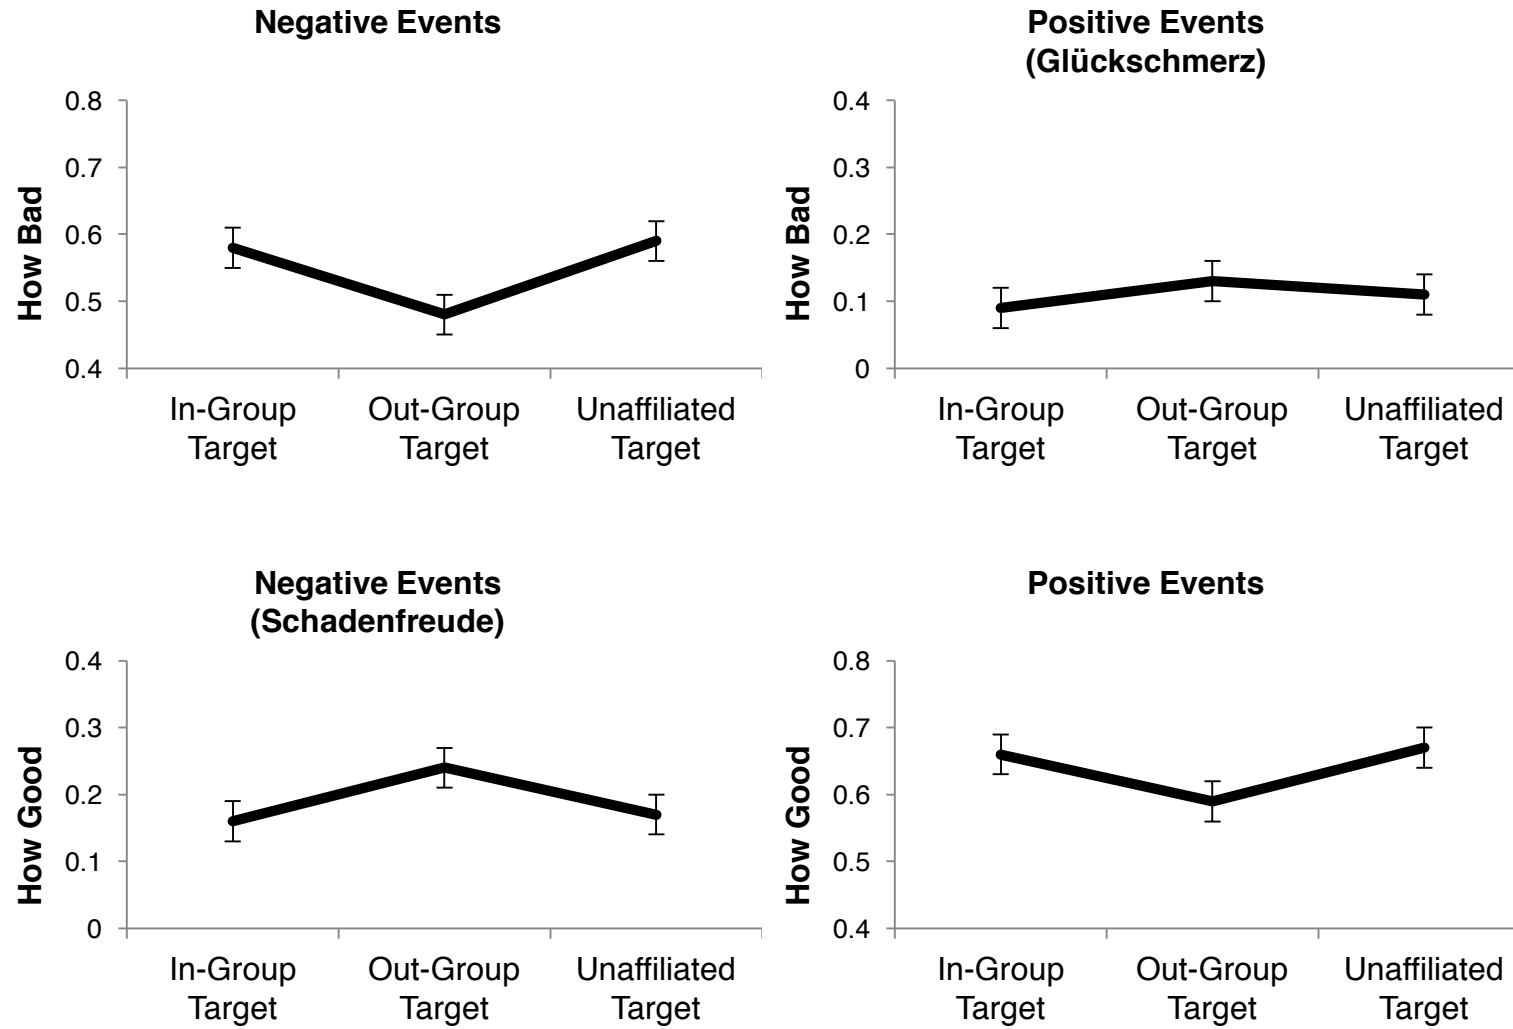 Negative Events
0.8
0.7
0.6
0.5
0.4
How Bad
In-Group
Target
Out-Group
Target
Unaffiliated
Target
Positive Events
(Glückschmerz)
0.4
0.3
0.2
0.1
0
How Bad
In-Group
Target
Out-Group
Target
Unaffiliated
Target
Negative Events
(Schadenfreude)
0.4
0.3
0.2
0.1
0
How Good
In-Group
Target
Out-Group
Target
Unaffiliated
Target
Positive Events
0.8
0.7
0.6
0.5
0.4
How Good
In-Group
Target
Out-Group
Target
Unaffiliated
Target